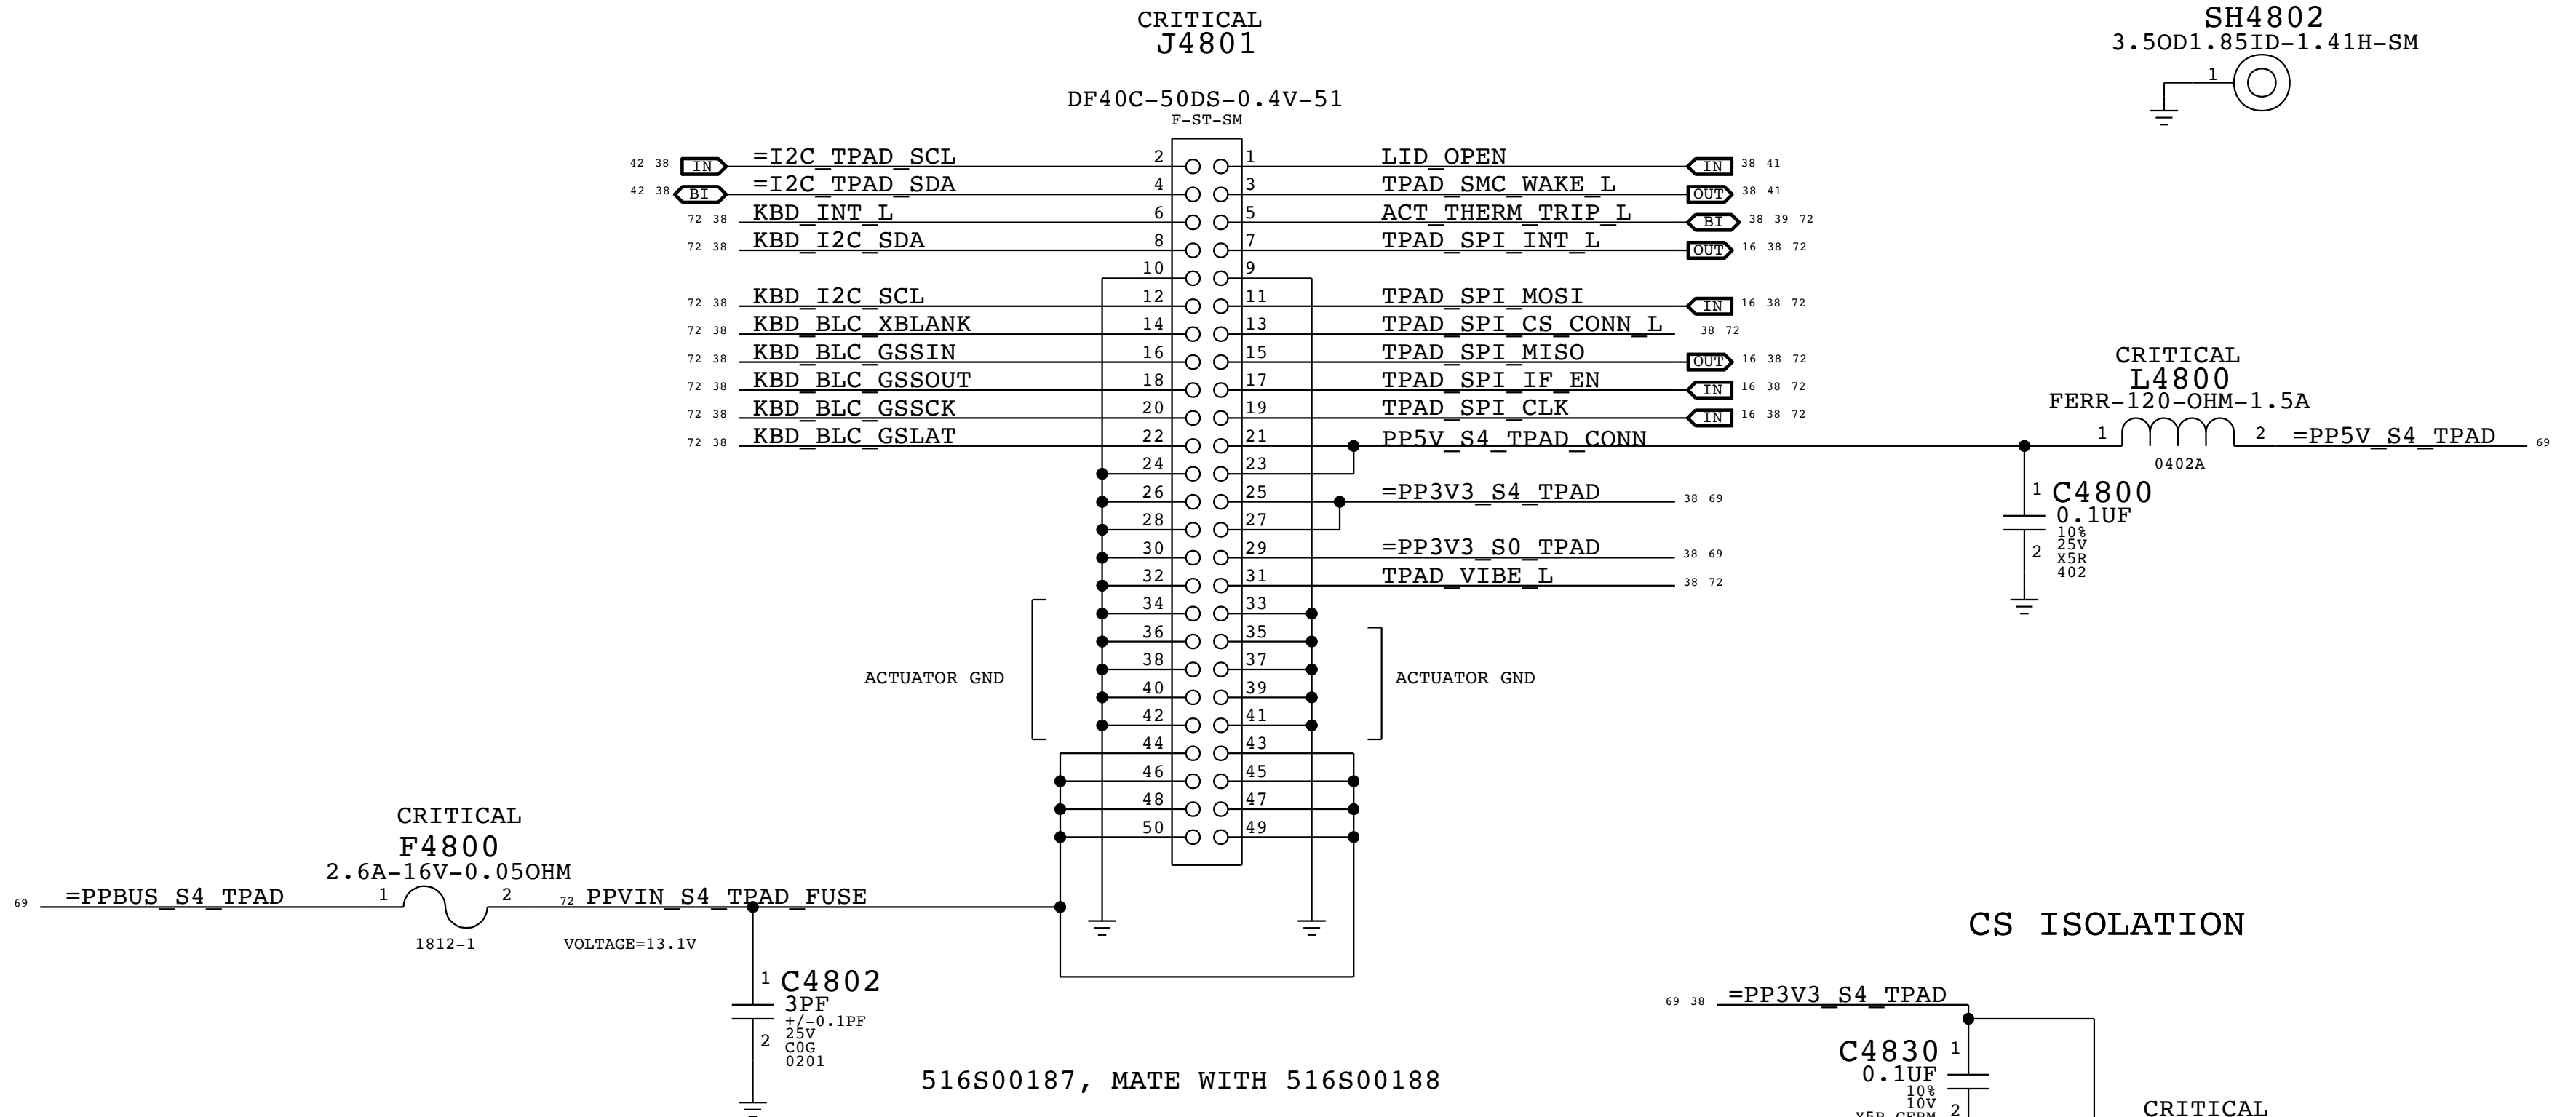 CRITICAL
J4801
DF40C-50DS-0.4V-51
F-ST-SM
SH4802
3.5OD1.85ID-1.41H-SM
1
42 38 IN =I2C_TPAD_SCL 2 1 LID_OPEN IN 38 41
42 38 BI =I2C_TPAD_SDA 4 3 TPAD_SMC_WAKE_L OUT 38 41
72 38 KBD_INT_L 6 5 ACT_THERM_TRIP_L BI 38 39 72
72 38 KBD_I2C_SDA 8 7 TPAD_SPI_INT_L OUT 16 38 72
10 9
72 38 KBD_I2C_SCL 12 11 TPAD_SPI_MOSI IN 16 38 72
72 38 KBD_BLC_XBLANK 14 13 TPAD_SPI_CS_CONN_L 38 72
72 38 KBD_BLC_GSSIN 16 15 TPAD_SPI_MISO OUT 16 38 72
72 38 KBD_BLC_GSSOUT 18 17 TPAD_SPI_IF_EN IN 16 38 72
72 38 KBD_BLC_GSSCK 20 19 TPAD_SPI_CLK IN 16 38 72
72 38 KBD_BLC_GSLAT 22 21 PP5V_S4_TPAD_CONN
24 23
26 25 =PP3V3_S4_TPAD 38 69
28 27
30 29 =PP3V3_S0_TPAD 38 69
32 31 TPAD_VIBE_L 38 72
34 33
36 35
38 37
ACTUATOR GND
ACTUATOR GND
40 39
42 41
44 43
46 45
48 47
50 49
CRITICAL
L4800
FERR-120-OHM-1.5A
1 2 =PP5V_S4_TPAD 69
0402A
1 C4800
0.1UF
10%
25V
2 X5R
402
CRITICAL
F4800
2.6A-16V-0.05OHM
69 =PPBUS_S4_TPAD 1 2 72 PPVIN_S4_TPAD_FUSE
1812-1
VOLTAGE=13.1V
1 C4802
3PF
+/-0.1PF
25V
2 C0G
0201
516S00187, MATE WITH 516S00188
CS ISOLATION
69 38 =PP3V3_S4_TPAD
C4830 1
0.1UF
10%
10V
X5R-CERM 2
CRITICAL